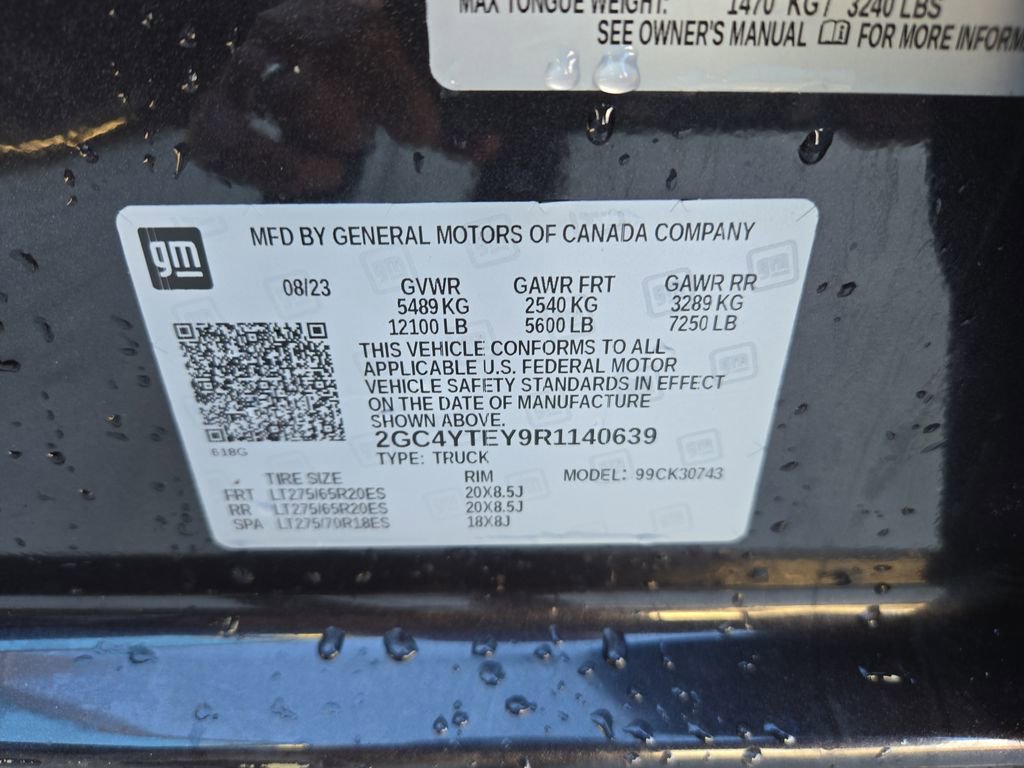 MAX TONGUE WEIGHT: 1470 KG / 3240 LBS
SEE OWNER'S MANUAL FOR MORE INFORM
gm
MFD BY GENERAL MOTORS OF CANADA COMPANY
08/23 GVWR GAWR FRT GAWR RR
5489 KG 2540 KG 3289 KG
12100 LB 5600 LB 7250 LB
THIS VEHICLE CONFORMS TO ALL
APPLICABLE U.S. FEDERAL MOTOR
VEHICLE SAFETY STANDARDS IN EFFECT
ON THE DATE OF MANUFACTURE
SHOWN ABOVE.
2GC4YTEY9R1140639
618G
TYPE: TRUCK
TIRE SIZE RIM MODEL: 99CK30743
FRT LT275/65R20ES 20X8.5J
RR LT275/65R20ES 20X8.5J
SPA LT275/70R18ES 18X8J